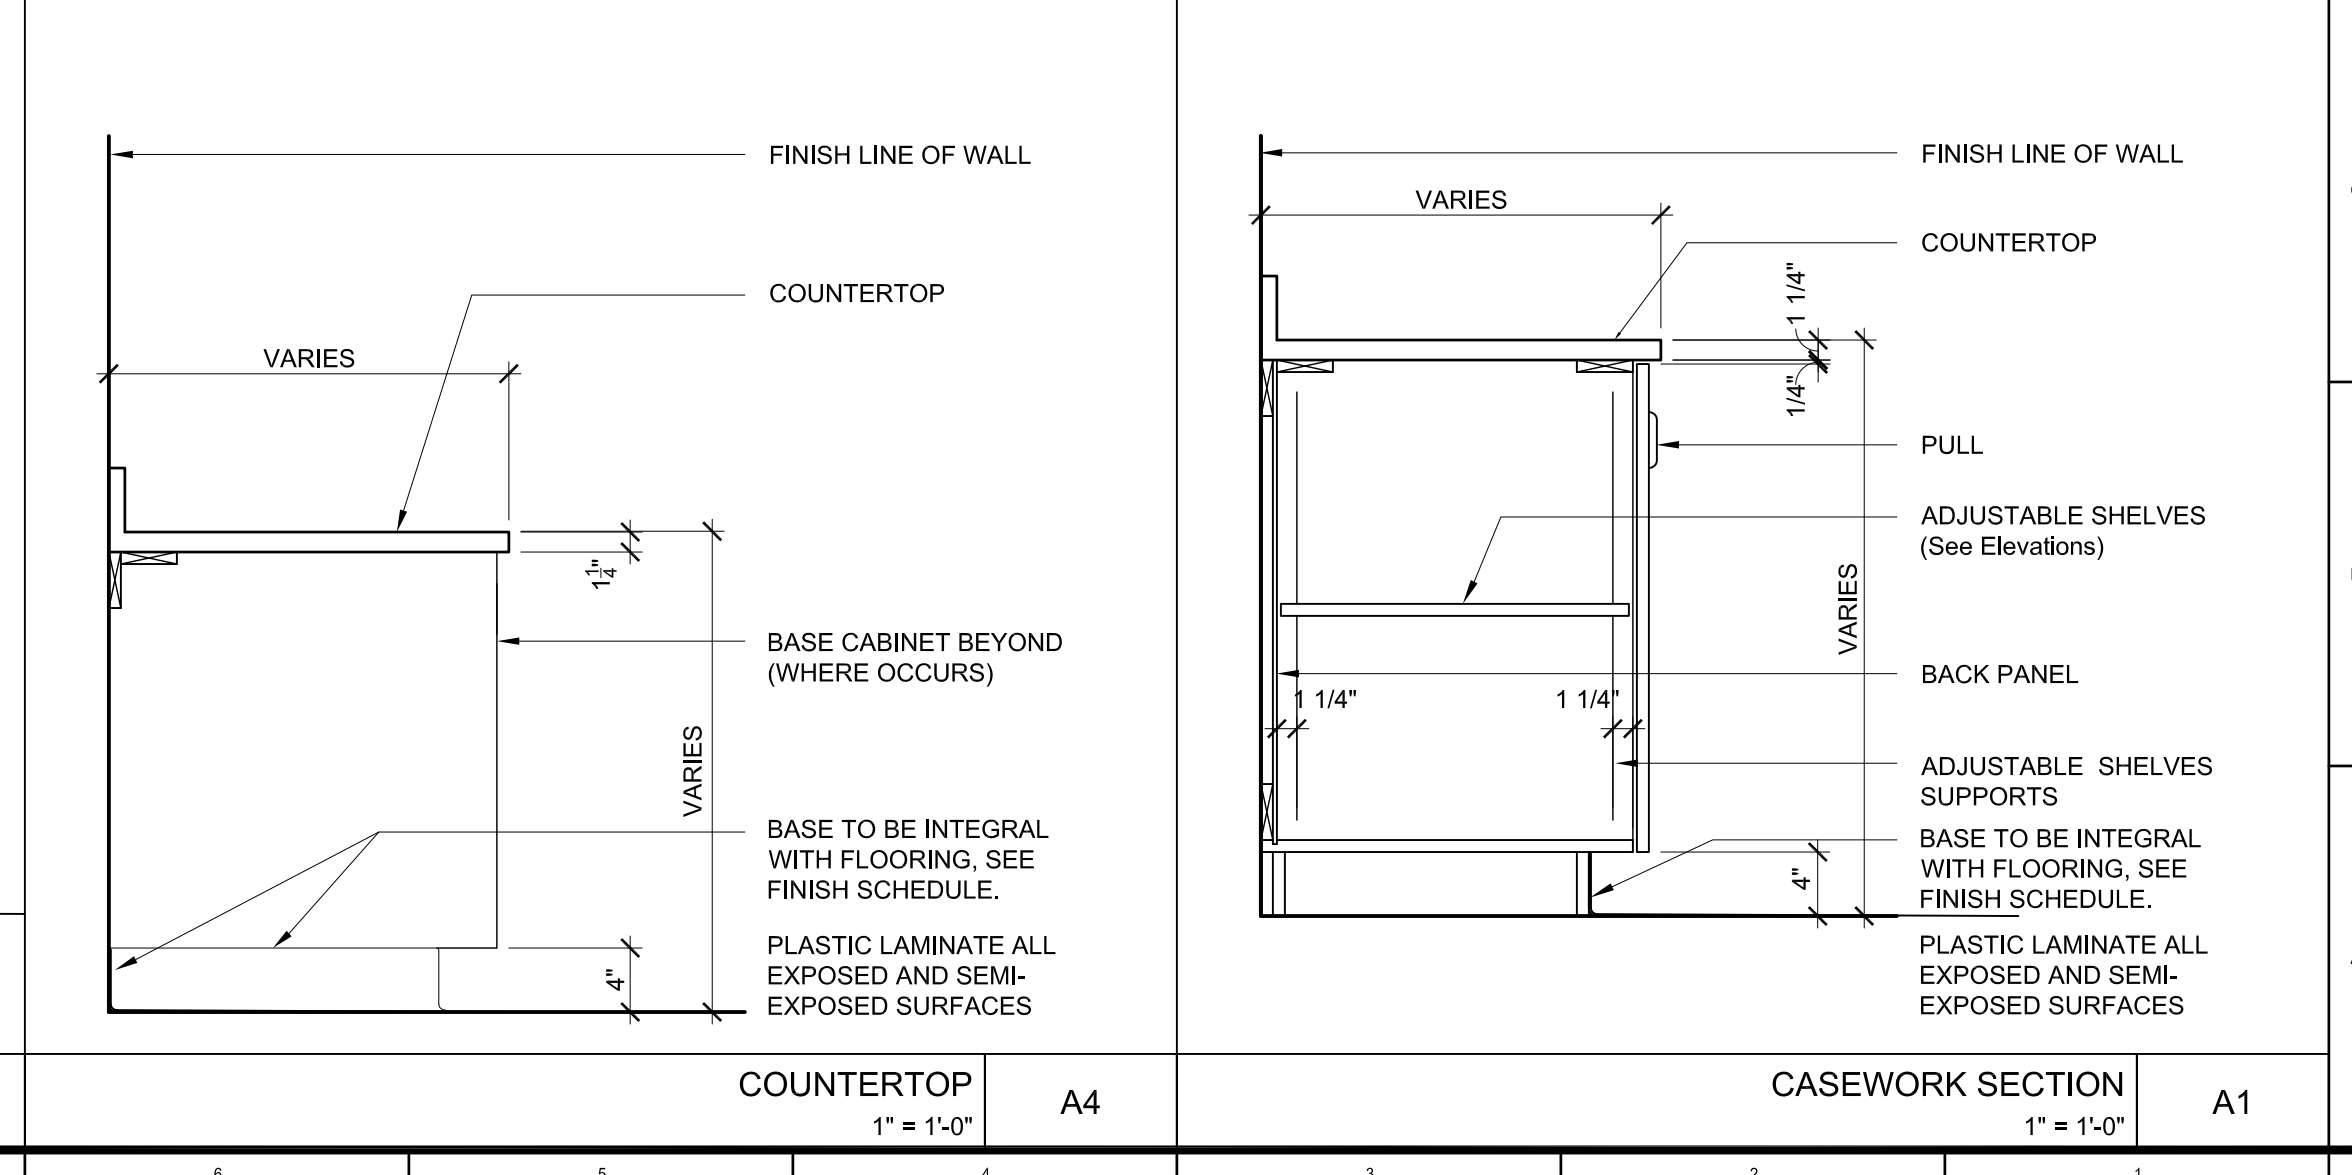 FINISH LINE OF WALL
COUNTERTOP
VARIES
1 1/4"
BASE CABINET BEYOND
(WHERE OCCURS)
VARIES
BASE TO BE INTEGRAL
WITH FLOORING, SEE
FINISH SCHEDULE.
4"
PLASTIC LAMINATE ALL
EXPOSED AND SEMI-
EXPOSED SURFACES
COUNTERTOP
1" = 1'-0"
A4
FINISH LINE OF WALL
VARIES
COUNTERTOP
1 1/4"
1/4"
PULL
ADJUSTABLE SHELVES
(See Elevations)
VARIES
BACK PANEL
1 1/4"
1 1/4"
ADJUSTABLE SHELVES
SUPPORTS
BASE TO BE INTEGRAL
WITH FLOORING, SEE
FINISH SCHEDULE.
4"
PLASTIC LAMINATE ALL
EXPOSED AND SEMI-
EXPOSED SURFACES
CASEWORK SECTION
1" = 1'-0"
A1
6
5
4
3
2
1